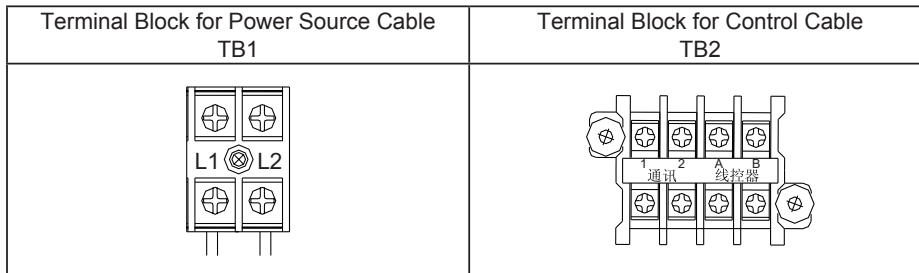 Terminal Block for Power Source Cable
TB1
Terminal Block for Control Cable
TB2
L1 L2
1 2 A B
通讯 线控器